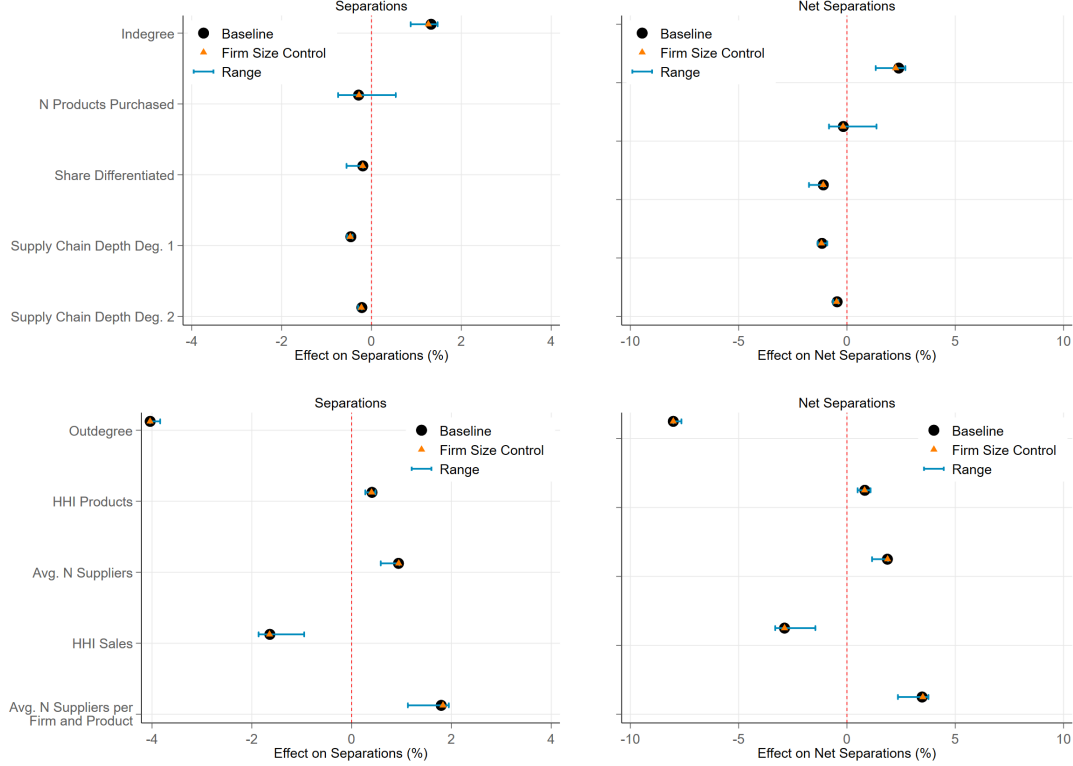 Separations
Indegree
N Products Purchased
Share Differentiated
Supply Chain Depth Deg. 1
Supply Chain Depth Deg. 2
Baseline
Firm Size Control
Range
-4 -2 0 2 4
Effect on Separations (%)
Net Separations
Baseline
Firm Size Control
Range
-10 -5 0 5 10
Effect on Net Separations (%)
Separations
Outdegree
HHI Products
Avg. N Suppliers
HHI Sales
Avg. N Suppliers per
Firm and Product
Baseline
Firm Size Control
Range
-4 -2 0 2 4
Effect on Separations (%)
Net Separations
Baseline
Firm Size Control
Range
-10 -5 0 5 10
Effect on Net Separations (%)